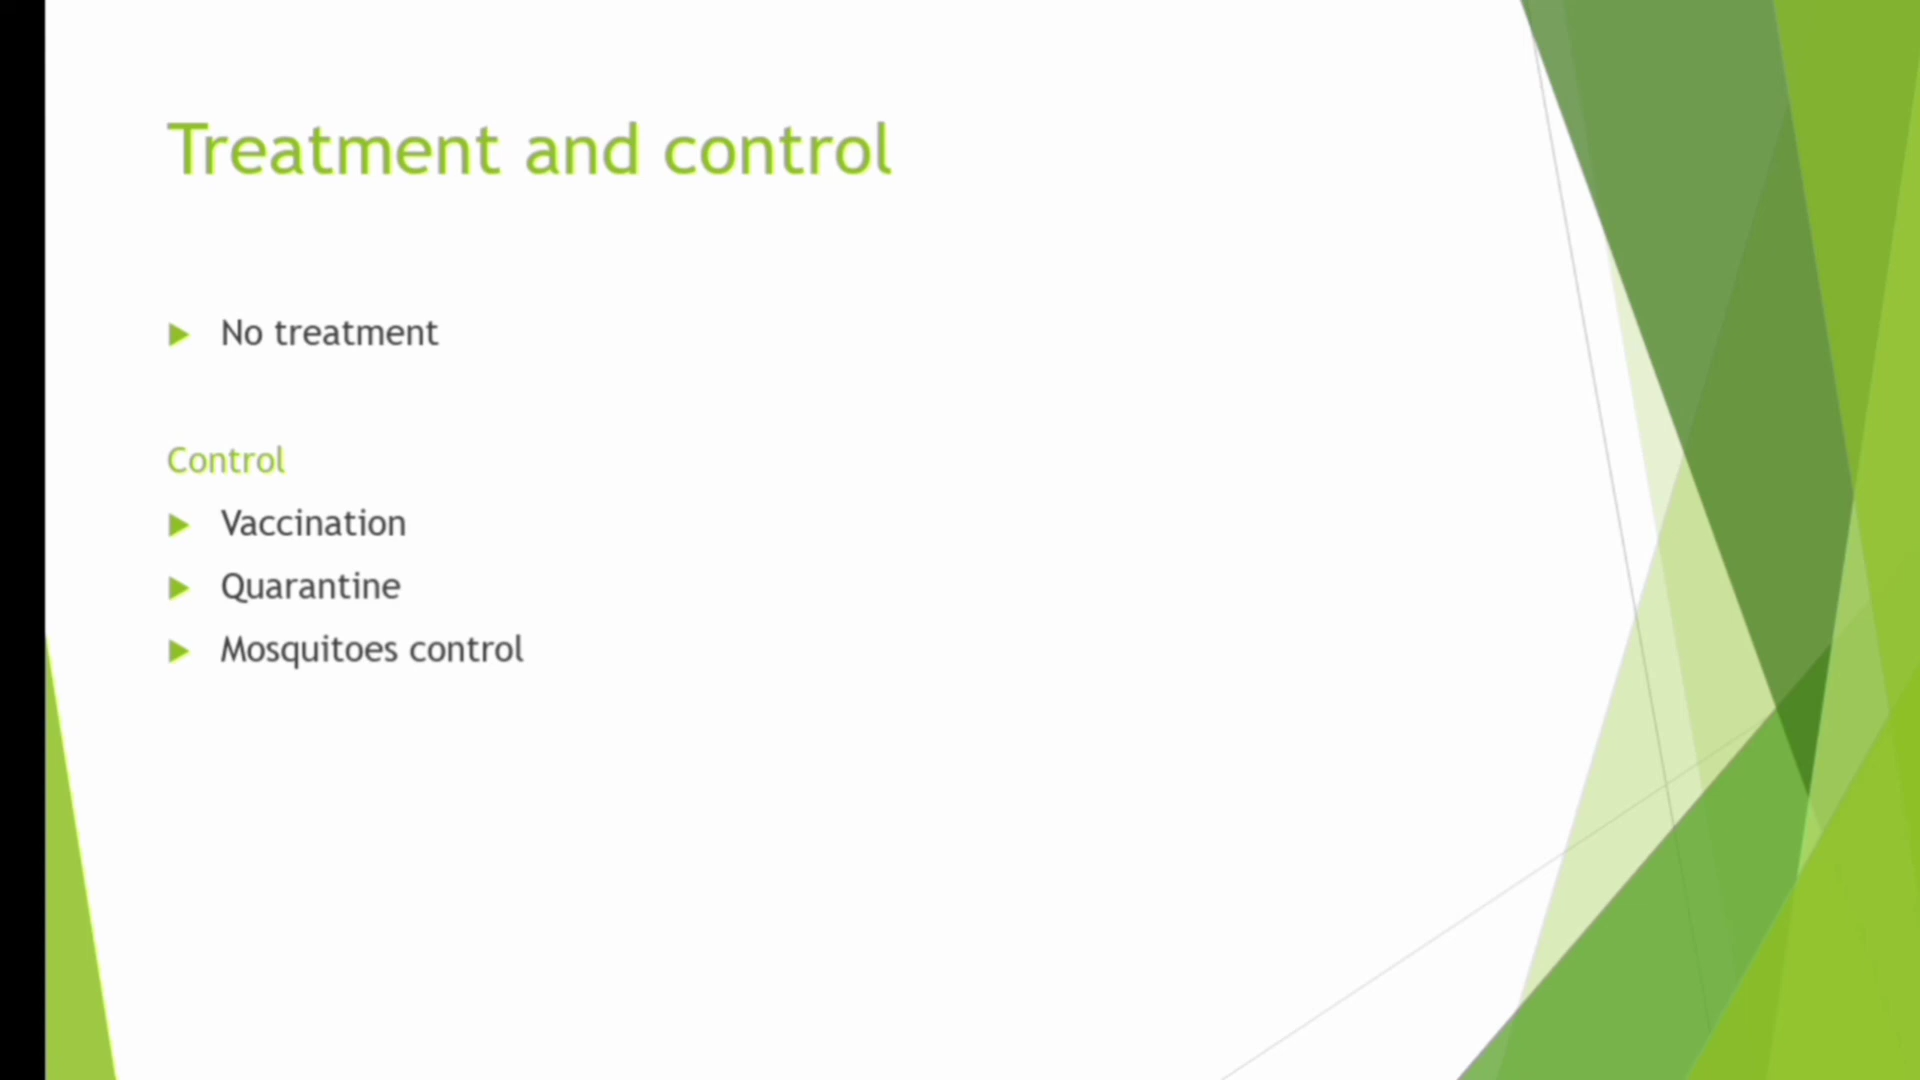 Treatment and control
No treatment
Control
Vaccination
Quarantine
Mosquitoes control